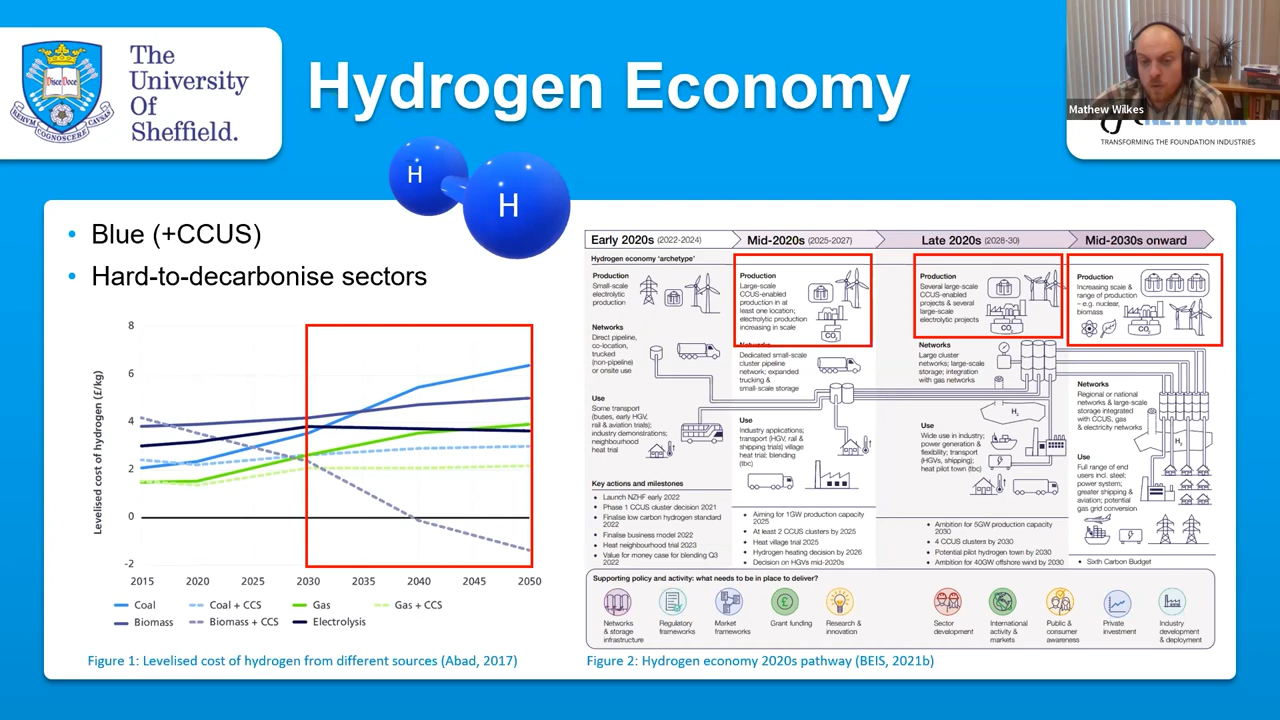 The
University
Of
Sheffield.
Hydrogen Economy
Mathew Wilkes
NETWORK
TRANSFORMING THE FOUNDATION INDUSTRIES
H
H
• Blue (+CCUS)
• Hard-to-decarbonise sectors
Levelised cost of hydrogen (£/kg)
8
6
4
2
0
-2
2015 2020 2025 2030 2035 2040 2045 2050
Coal Coal + CCS Gas Gas + CCS
Biomass Biomass + CCS Electrolysis
Figure 1: Levelised cost of hydrogen from different sources (Abad, 2017)
Early 2020s (2022-2024) Mid-2020s (2025-2027) Late 2020s (2028-30) Mid-2030s onward
Hydrogen economy 'archetype'
Production
Small-scale
electrolytic
production
Networks
Direct pipeline,
co-location,
trucked
(non-pipeline)
or onsite use
Use
Some transport
(buses, early HGV,
rail & aviation trials);
industry demonstrations;
neighbourhood
heat trial
Key actions and milestones
• Launch NZHF early 2022
• Phase 1 CCUS cluster decision 2021
• Finalise low carbon hydrogen standard
2022
• Finalise business model 2022
• Heat neighbourhood trial 2023
• Value for money case for blending Q3
2022
Production
Large-scale
CCUS-enabled
production in at
least one location;
electrolytic production
increasing in scale
CO2
Networks
Dedicated small-scale
cluster pipeline
network; expanded
trucking &
small-scale storage
Use
Industry applications;
transport (HGV, rail &
shipping trials) village
heat trial; blending
(tbc)
• Aiming for 1GW production capacity
2025
• At least 2 CCUS clusters by 2025
• Heat village trial 2025
• Hydrogen heating decision by 2026
• Decision on HGVs mid-2020s
Production
Several large-scale
CCUS-enabled
projects & several
large-scale
electrolytic projects
CO2
Networks
Large cluster
networks; large-scale
storage; integration
with gas networks
H2
Use
Wide use in industry;
power generation &
flexibility; transport
(HGVs, shipping);
heat pilot town (tbc)
• Ambition for 5GW production capacity
2030
• 4 CCUS clusters by 2030
• Potential pilot hydrogen town by 2030
• Ambition for 40GW offshore wind by 2030
Production
Increasing scale &
range of production
– e.g. nuclear,
biomass
CO2
Networks
Regional or national
networks & large-scale
storage integrated
with CCUS, gas
& electricity networks
H2
Use
Full range of end
users incl. steel;
power system;
greater shipping &
aviation; potential
gas grid conversion
• Sixth Carbon Budget
Supporting policy and activity: what needs to be in place to deliver?
Networks
& storage
infrastructure
Regulatory
frameworks
Market
frameworks
Grant funding
Research &
innovation
Sector
development
International
activity &
markets
Public &
consumer
awareness
Private
investment
Industry
development
& deployment
Figure 2: Hydrogen economy 2020s pathway (BEIS, 2021b)